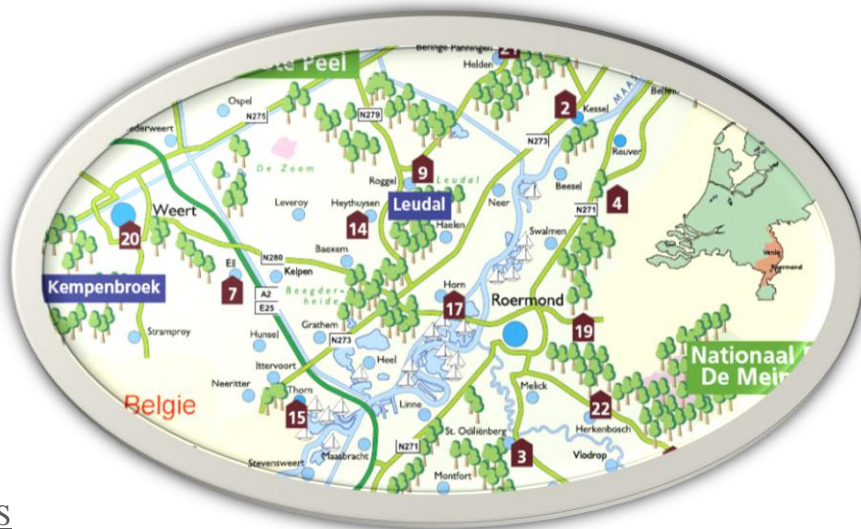 ste Peel
Beringe Panningen
21
Helden
Ospel
N275
N279
2
Kessel
MAAS
Belfeld
ederweert
De Zoom
N273
Reuver
9
Roggel
Leudal
Beesel
4
Leveroy
Heythuysen
Leudal
Neer
N271
Weert
14
Haelen
Swalmen
20
Baexem
N280
Ell
Kelpen
Kempenbroek
7
A2
E25
Beegder-
heide
Horn
17
Roermond
Venlo
Roermond
Stramproy
Hunsel
Grathem
N273
19
Ittervoort
Heel
Nationaal
De Mein
Neeritter
Thorn
Melick
Belgie
15
Linne
22
Herkenbosch
Maasbracht
N271
St. Odiliënberg
3
Vlodrop
Stevensweert
Montfort
S